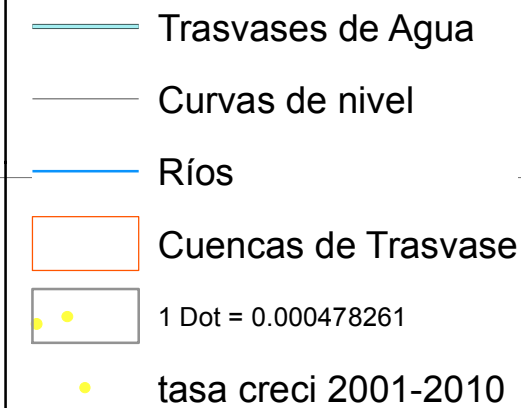 Trasvases de Agua
Curvas de nivel
Ríos
Cuencas de Trasvase
1 Dot = 0.000478261
tasa creci 2001-2010